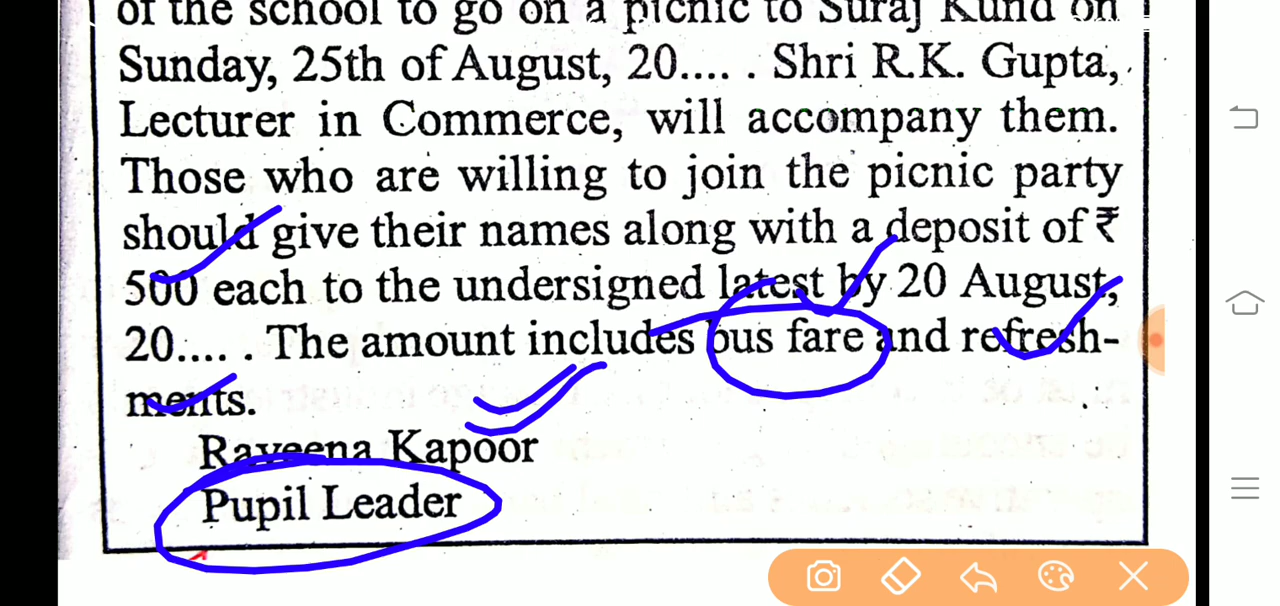 of the school to go on a picnic to Suraj Kund on
Sunday, 25th of August, 20.... . Shri R.K. Gupta,
Lecturer in Commerce, will accompany them.
Those who are willing to join the picnic party
should give their names along with a deposit of ₹
500 each to the undersigned latest by 20 August,
20.... . The amount includes bus fare and refresh-
ments.
Raveena Kapoor
Pupil Leader